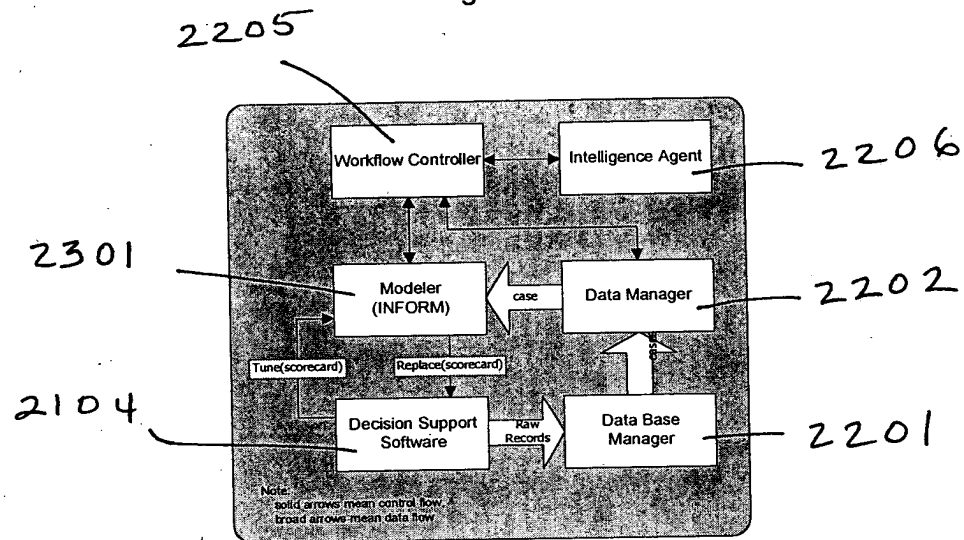 2205
Workflow Controller
Intelligence Agent
2206
2301
Modeler
(INFORM)
case
Data Manager
2202
cases
Tune(scorecard)
Replace(scorecard)
2104
Decision Support
Software
Raw
Records
Data Base
Manager
2201
Note:
solid arrows mean control flow
broad arrows mean data flow